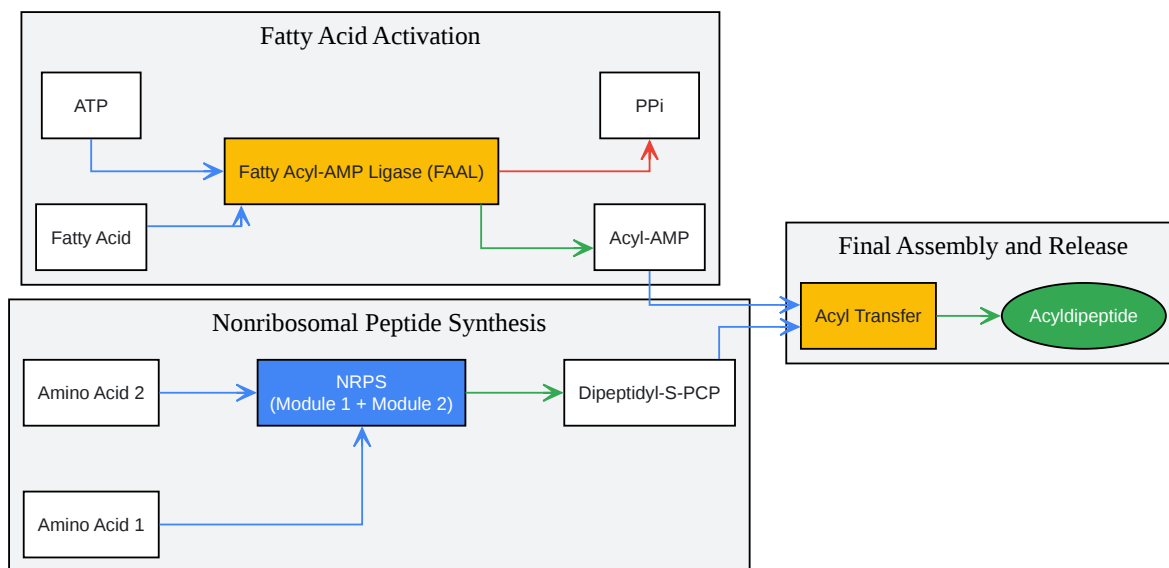 Fatty Acid Activation
ATP
PPi
Fatty Acyl-AMP Ligase (FAAL)
Fatty Acid
Acyl-AMP
Final Assembly and Release
Acyl Transfer
Acyldipeptide
Nonribosomal Peptide Synthesis
Amino Acid 2
NRPS
(Module 1 + Module 2)
Dipeptidyl-S-PCP
Amino Acid 1